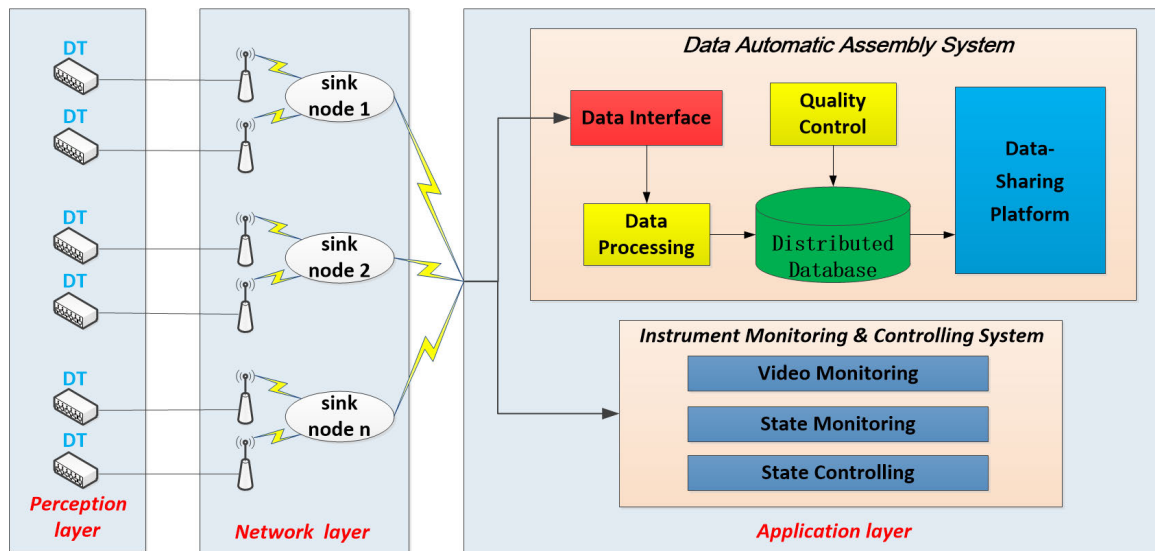 DT
DT
DT
DT
DT
DT
Perception
layer
sink
node 1
sink
node 2
sink
node n
Network layer
Data Automatic Assembly System
Data Interface
Quality
Control
Data
Processing
Distributed
Database
Data-
Sharing
Platform
Instrument Monitoring & Controlling System
Video Monitoring
State Monitoring
State Controlling
Application layer